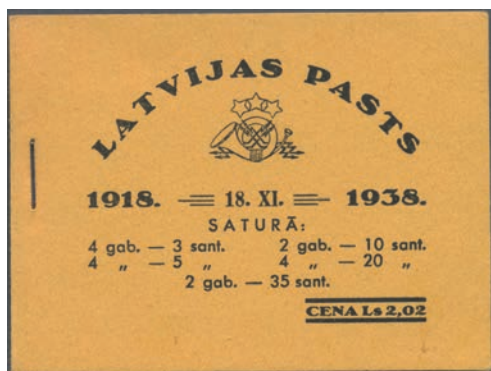 LATVIJAS PASTS
1918. 18. XI. 1938.
SATURĀ:
4 gab. — 3 sant. 2 gab. — 10 sant.
4 „ — 5 „ 4 „ — 20 „
2 gab. — 35 sant.
CENA Ls 2,02